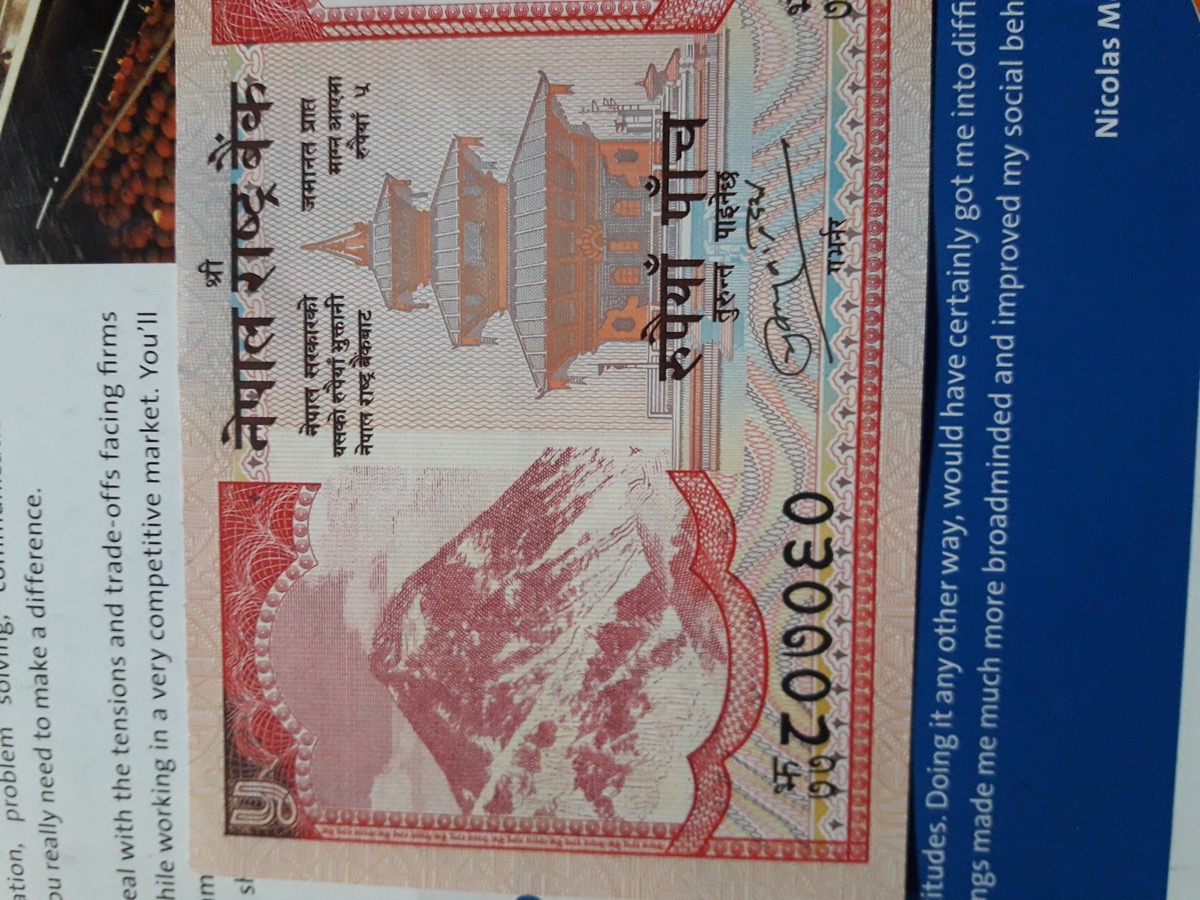 ation, problem solving,
ou really need to make a difference.
eal with the tensions and trade-offs facing firms
hile working in a very competitive market. You'll
am
sh
५
श्री
नेपाल राष्ट्र बैंक
नेपाल सरकारको जमानत प्राप्त
यसको रुपैयाँ भुक्तानी माग्न आएमा
नेपाल राष्ट्र बैंकबाट रुपैयाँ ५
रुपैयाँ पाँच
तुरुन्त पाइनेछ
झ
७७ ८०७०६०
गभर्नर
itudes. Doing it any other way, would have certainly got me into diffi
ngs made me much more broadminded and improved my social beh
Nicolas M